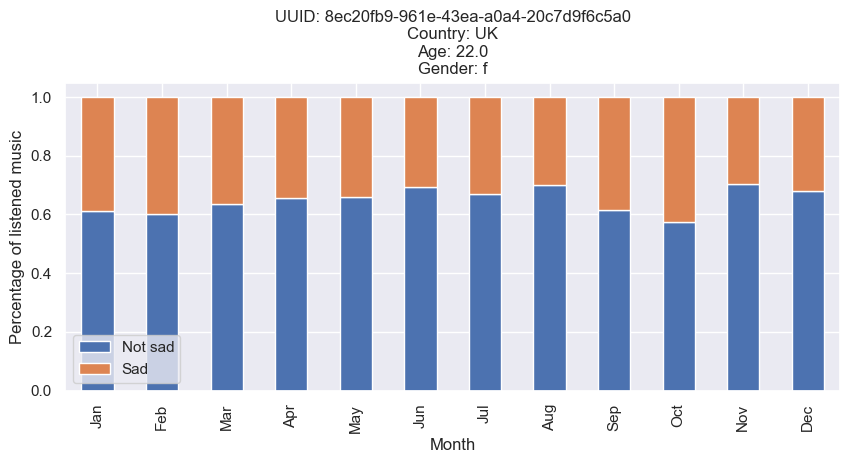 UUID: 8ec20fb9-961e-43ea-a0a4-20c7d9f6c5a0
Country: UK
Age: 22.0
Gender: f
Percentage of listened music
1.0
0.8
0.6
0.4
0.2
0.0
Not sad
Sad
Jan
Feb
Mar
Apr
May
Jun
Jul
Aug
Sep
Oct
Nov
Dec
Month